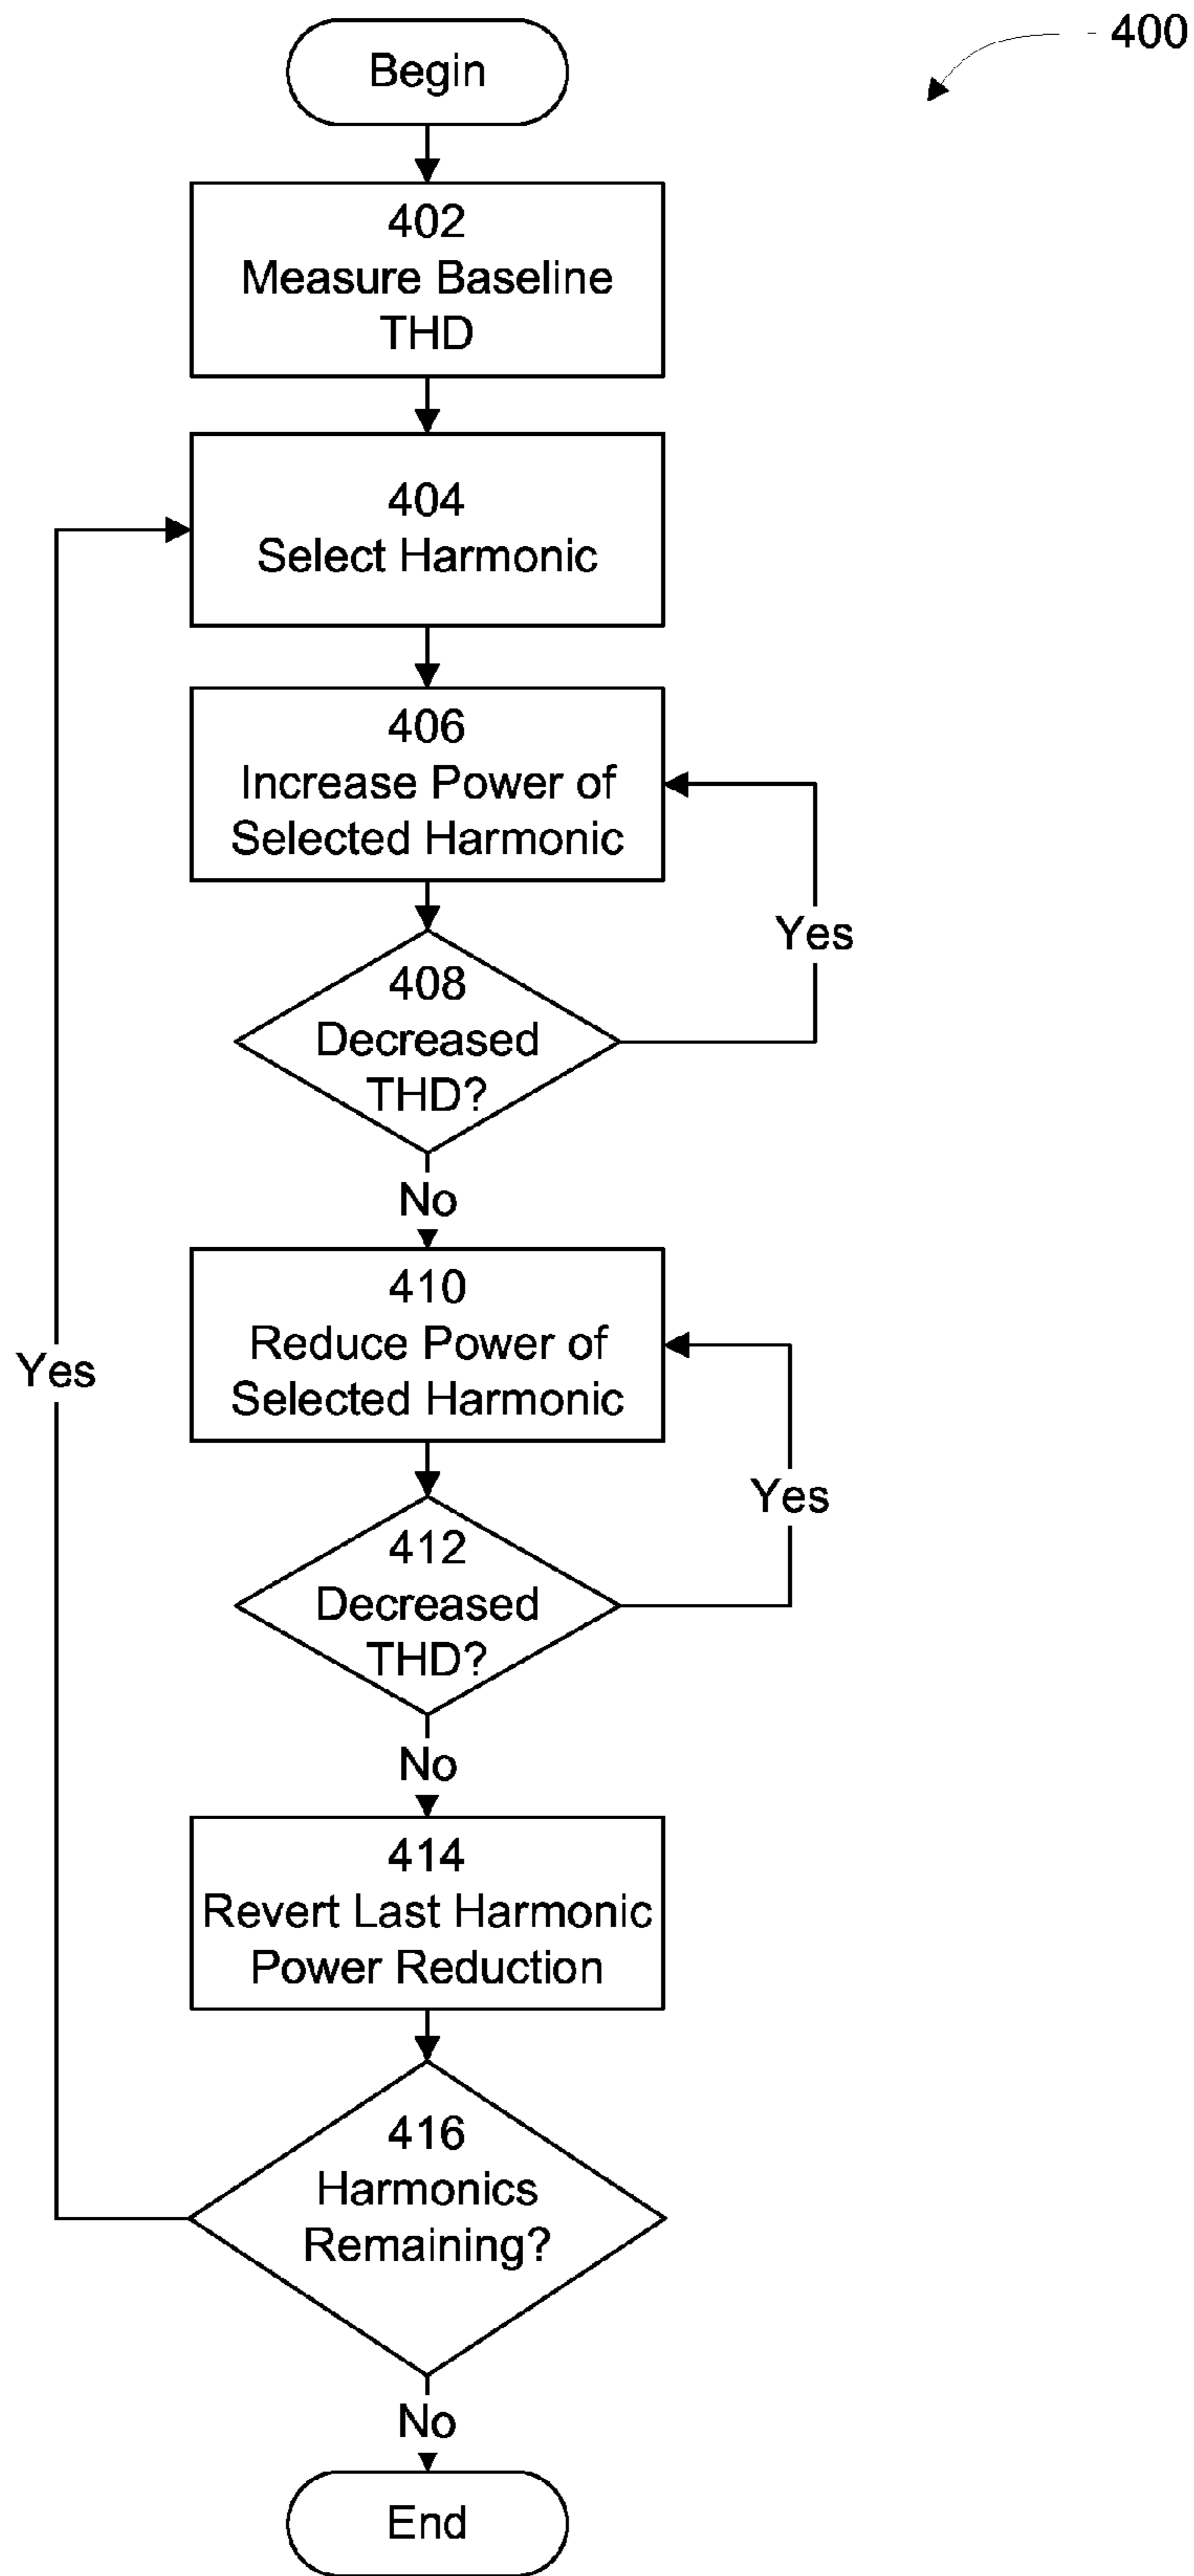 400
Begin
402
Measure Baseline
THD
404
Select Harmonic
406
Increase Power of
Selected Harmonic
Yes
408
Decreased
THD?
No
410
Reduce Power of
Selected Harmonic
Yes
Yes
412
Decreased
THD?
No
414
Revert Last Harmonic
Power Reduction
416
Harmonics
Remaining?
No
End